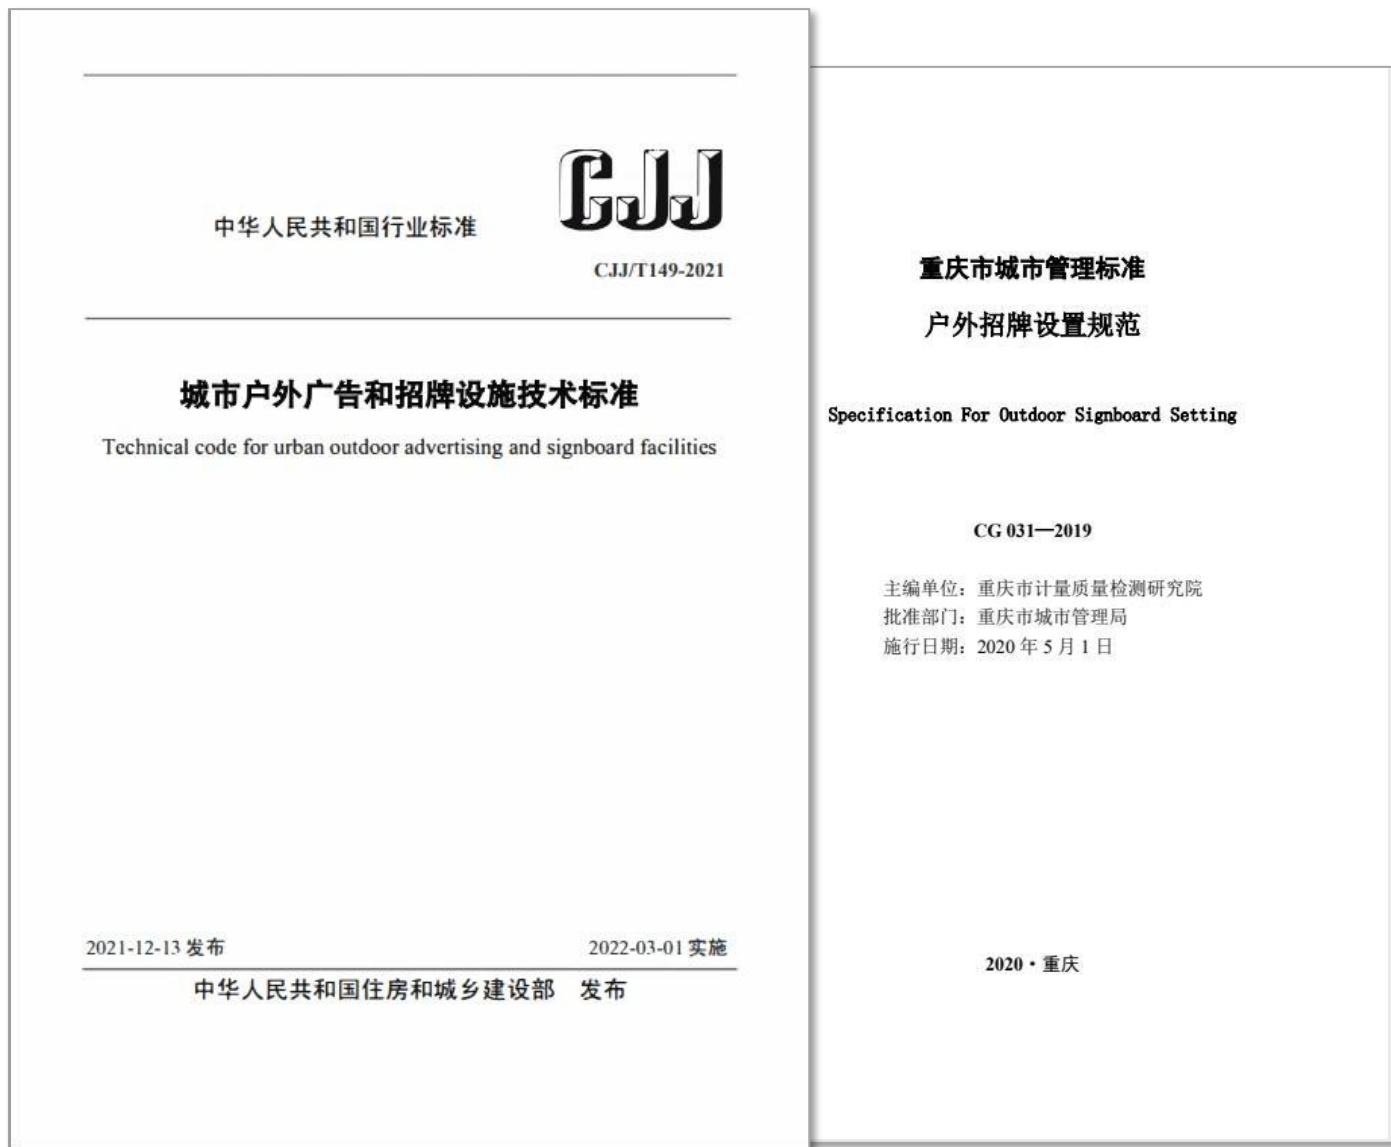 中华人民共和国行业标准
CJJ
CJJ/T149-2021
城市户外广告和招牌设施技术标准
Technical code for urban outdoor advertising and signboard facilities
2021-12-13 发布
2022-03-01 实施
中华人民共和国住房和城乡建设部 发布
重庆市城市管理标准
户外招牌设置规范
Specification For Outdoor Signboard Setting
CG 031—2019
主编单位：重庆市计量质量检测研究院
批准部门：重庆市城市管理局
施行日期：2020 年 5 月 1 日
2020·重庆